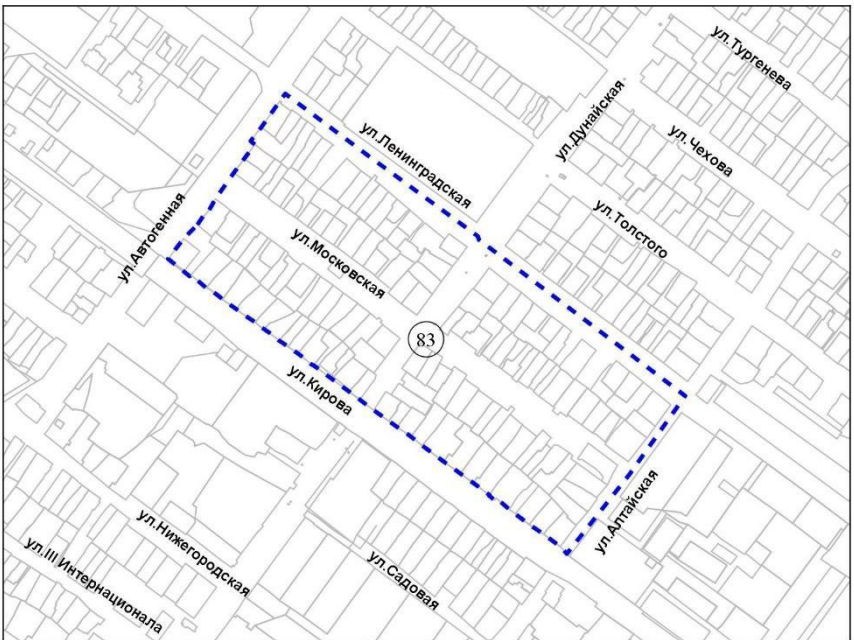 ул.Тургенева
ул.Дунайская
ул.Чехова
ул.Ленинградская
ул.Толстого
ул.Автогенная
ул.Московская
83
ул.Кирова
ул.Алтайская
ул.Нижегородская
ул.III Интернационала
ул.Садовая